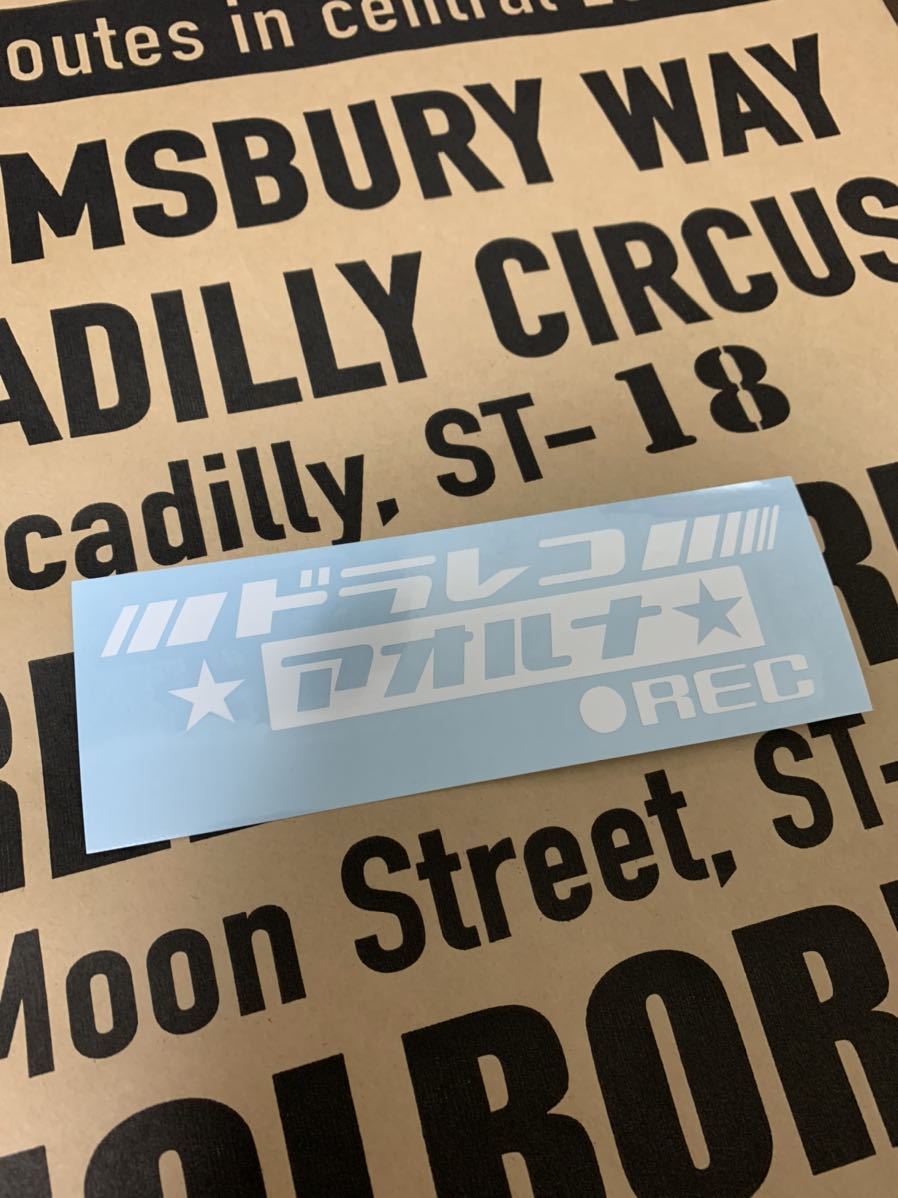 outes in central
MSBURY WAY
ADILLY CIRCUS
cadilly, ST-18
ドラレコ
アオルナ
●REC
Moon Street, ST-